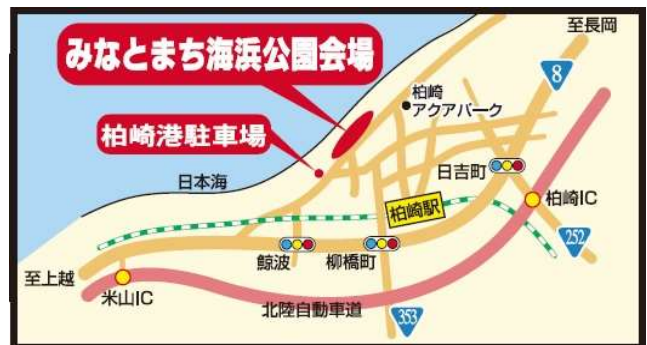 至長岡
みなとまち海浜公園会場
8
柏崎
アクアパーク
柏崎港駐車場
日吉町
日本海
柏崎駅
柏崎IC
252
鯨波
柳橋町
至上越
米山IC
北陸自動車道
353